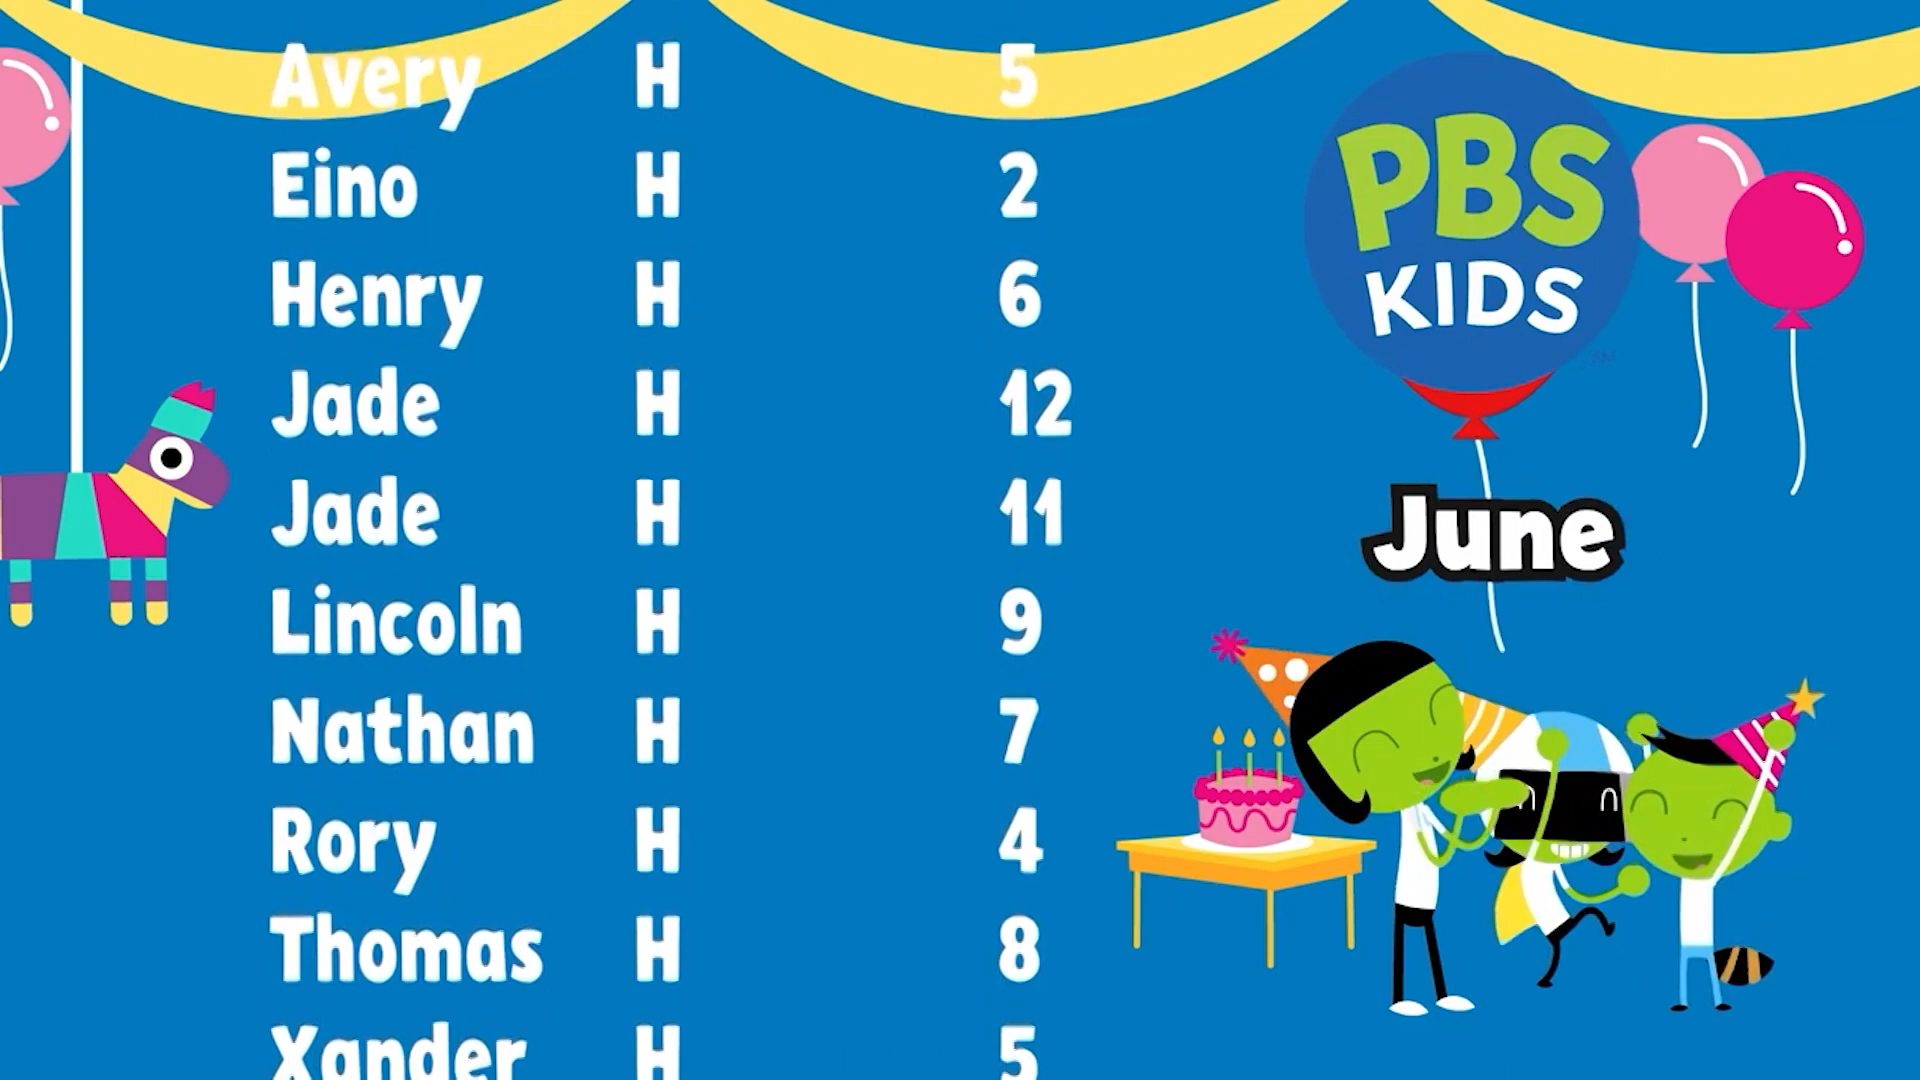 Avery H 5
Eino H 2
Henry H 6
Jade H 12
Jade H 11
Lincoln H 9
Nathan H 7
Rory H 4
Thomas H 8
Xander H 5
PBS
KIDS
SM
June